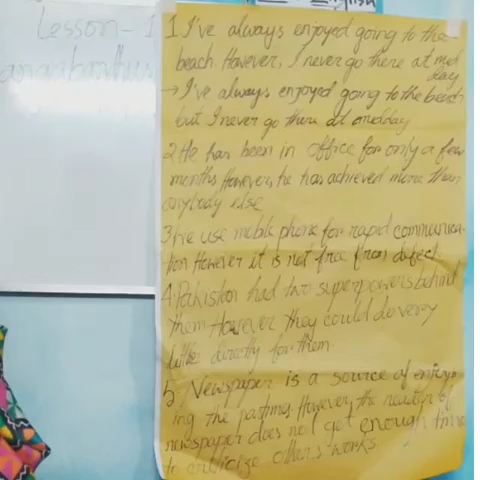 English
Lesson - 1
1 I've always enjoyed going to the
beach. However, I never go there at mid
day
→ I've always enjoyed going to the beach
but I never go there at midday
2 He has been in office for only a few
months However, he has achieved more than
anybody else
3 we use mobile phone for rapid communica-
tion However it is not free from defect
4. Pakistan had two superpowers behind
them However they could do very
little directly for them.
5 Newspaper is a source of enjoy-
ing the pastimes. However, the reader of
newspaper does not get enough time
to criticize others works